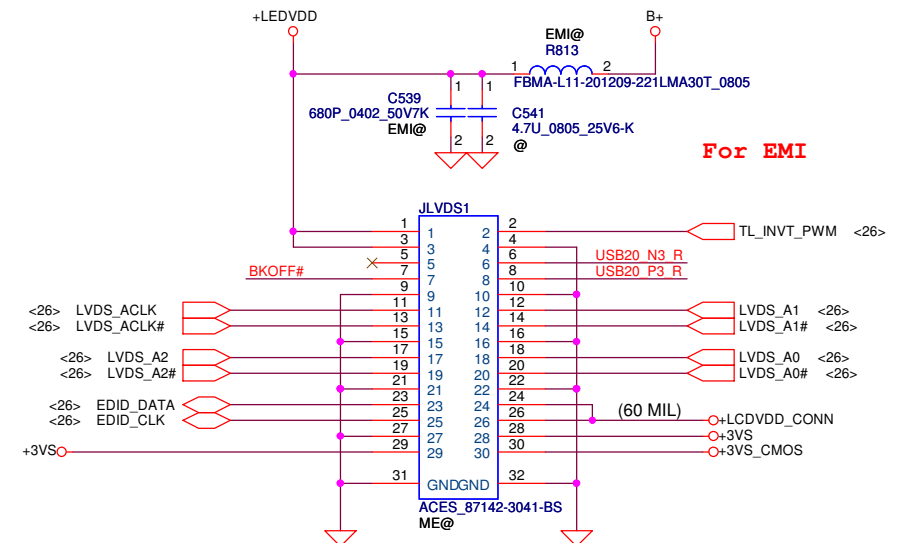 +LEDVDD B+
EMI@
R813
1 2
FBMA-L11-201209-221LMA30T_0805
C539 1 1
680P_0402_50V7K C541
EMI@ 4.7U_0805_25V6-K
2 2 @
For EMI
JLVDS1
1 1 2 2 TL_INVT_PWM <26>
3 3 4 4
5 5 6 6 USB20_N3_R
BKOFF# 7 7 8 8 USB20_P3_R
9 9 10 10
<26> LVDS_ACLK 11 11 12 12 LVDS_A1 <26>
<26> LVDS_ACLK# 13 13 14 14 LVDS_A1# <26>
15 15 16 16
<26> LVDS_A2 17 17 18 18 LVDS_A0 <26>
<26> LVDS_A2# 19 19 20 20 LVDS_A0# <26>
21 21 22 22
<26> EDID_DATA 23 23 24 24 (60 MIL)
<26> EDID_CLK 25 25 26 26 +LCDVDD_CONN
27 27 28 28 +3VS
+3VS 29 29 30 30 +3VS_CMOS
31 GND GND 32
ACES_87142-3041-BS
ME@